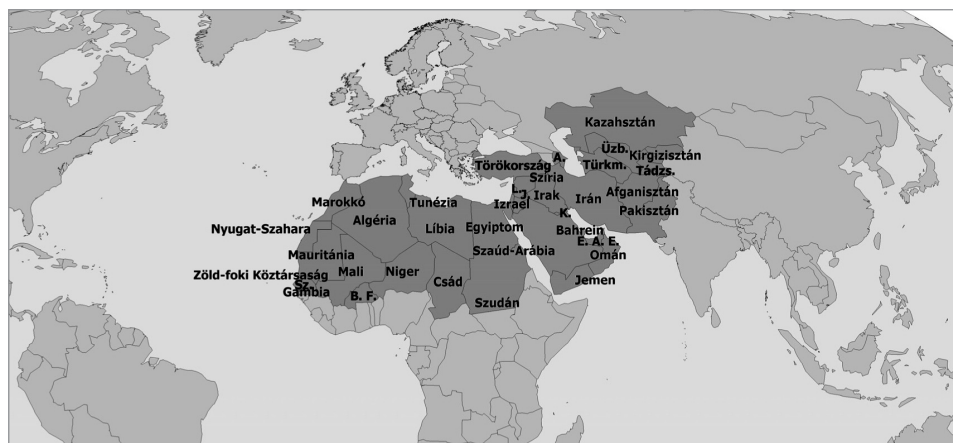 Kazahsztán
Üzb.
Kirgizisztán
A.
Törökország
Türkm.
Tádzs.
Szíria
L.
J.
Irak
Irán
Afganisztán
Izrael
Pakisztán
Marokkó
Tunézia
K.
Algéria
Nyugat-Szahara
Líbia
Egyiptom
Bahrein
E. A. E.
Mauritánia
Szaúd-Arábia
Omán
Zöld-foki Köztársaság
Mali
Niger
Csád
Jemen
Sz.
Gambia
B. F.
Szudán